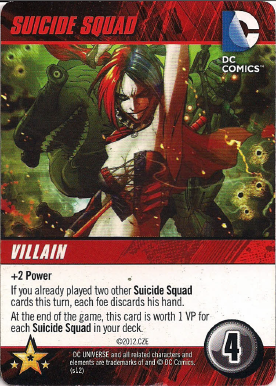 SUICIDE SQUAD
DC
DC
COMICS™
VILLAIN
+2 Power
If you already played two other Suicide Squad
cards this turn, each foe discards his hand.
At the end of the game, this card is worth 1 VP for
each Suicide Squad in your deck.
©2012 CZE
DC UNIVERSE and all related characters and
elements are trademarks of and © DC Comics.
(s12)
*
4